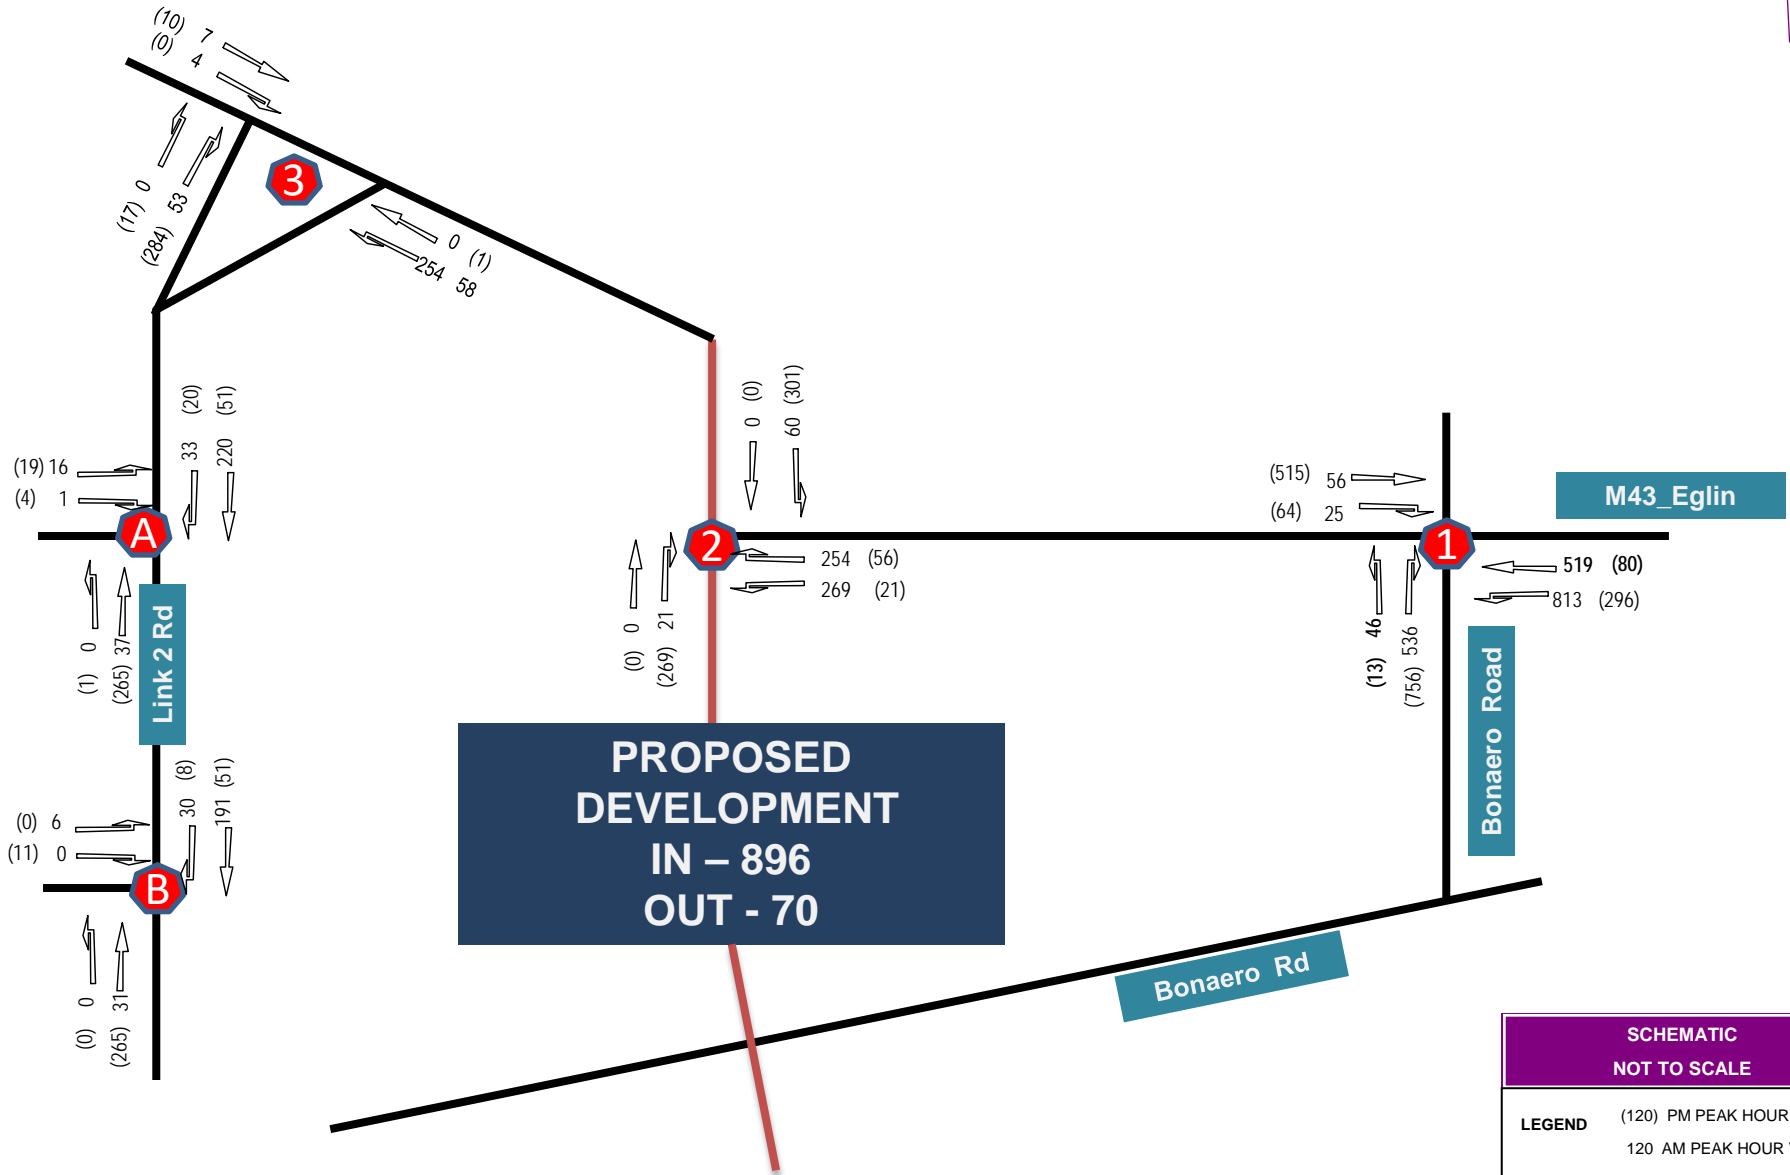 (10) 7
(0) 4
(17) 0
(284) 53
3
0 (1)
254 58
(19) 16
(4) 1
33 (20)
220 (51)
A
(1) 0
(265) 37
Link 2 Rd
0 (0)
60 (301)
2
254 (56)
269 (21)
(0) 0
(269) 21
(515) 56
(64) 25
M43_Eglin
1
519 (80)
813 (296)
(13) 46
(756) 536
Bonaero Road
(0) 6
(11) 0
30 (8)
191 (51)
B
(0) 0
(265) 31
PROPOSED
DEVELOPMENT
IN – 896
OUT - 70
Bonaero Rd
SCHEMATIC
NOT TO SCALE
LEGEND
(120) PM PEAK HOUR
120 AM PEAK HOUR